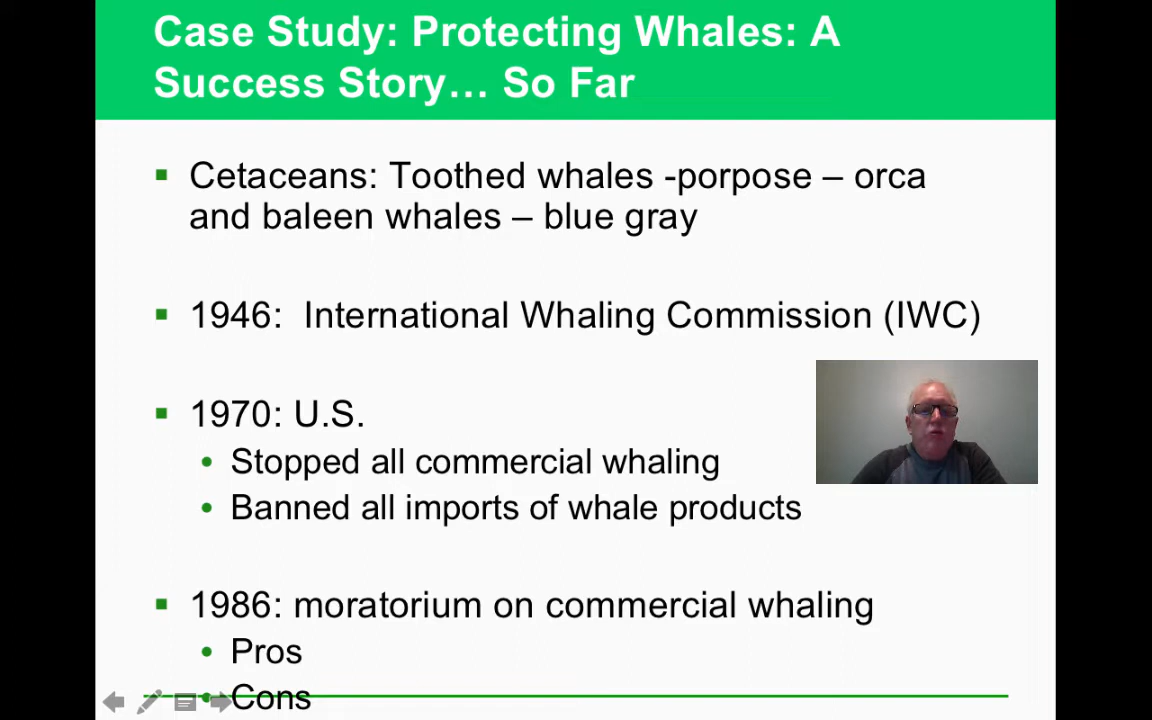 Case Study: Protecting Whales: A
Success Story… So Far
Cetaceans: Toothed whales -porpose – orca
and baleen whales – blue gray
1946:  International Whaling Commission (IWC)
1970: U.S.
Stopped all commercial whaling
Banned all imports of whale products
1986: moratorium on commercial whaling
Pros
Cons